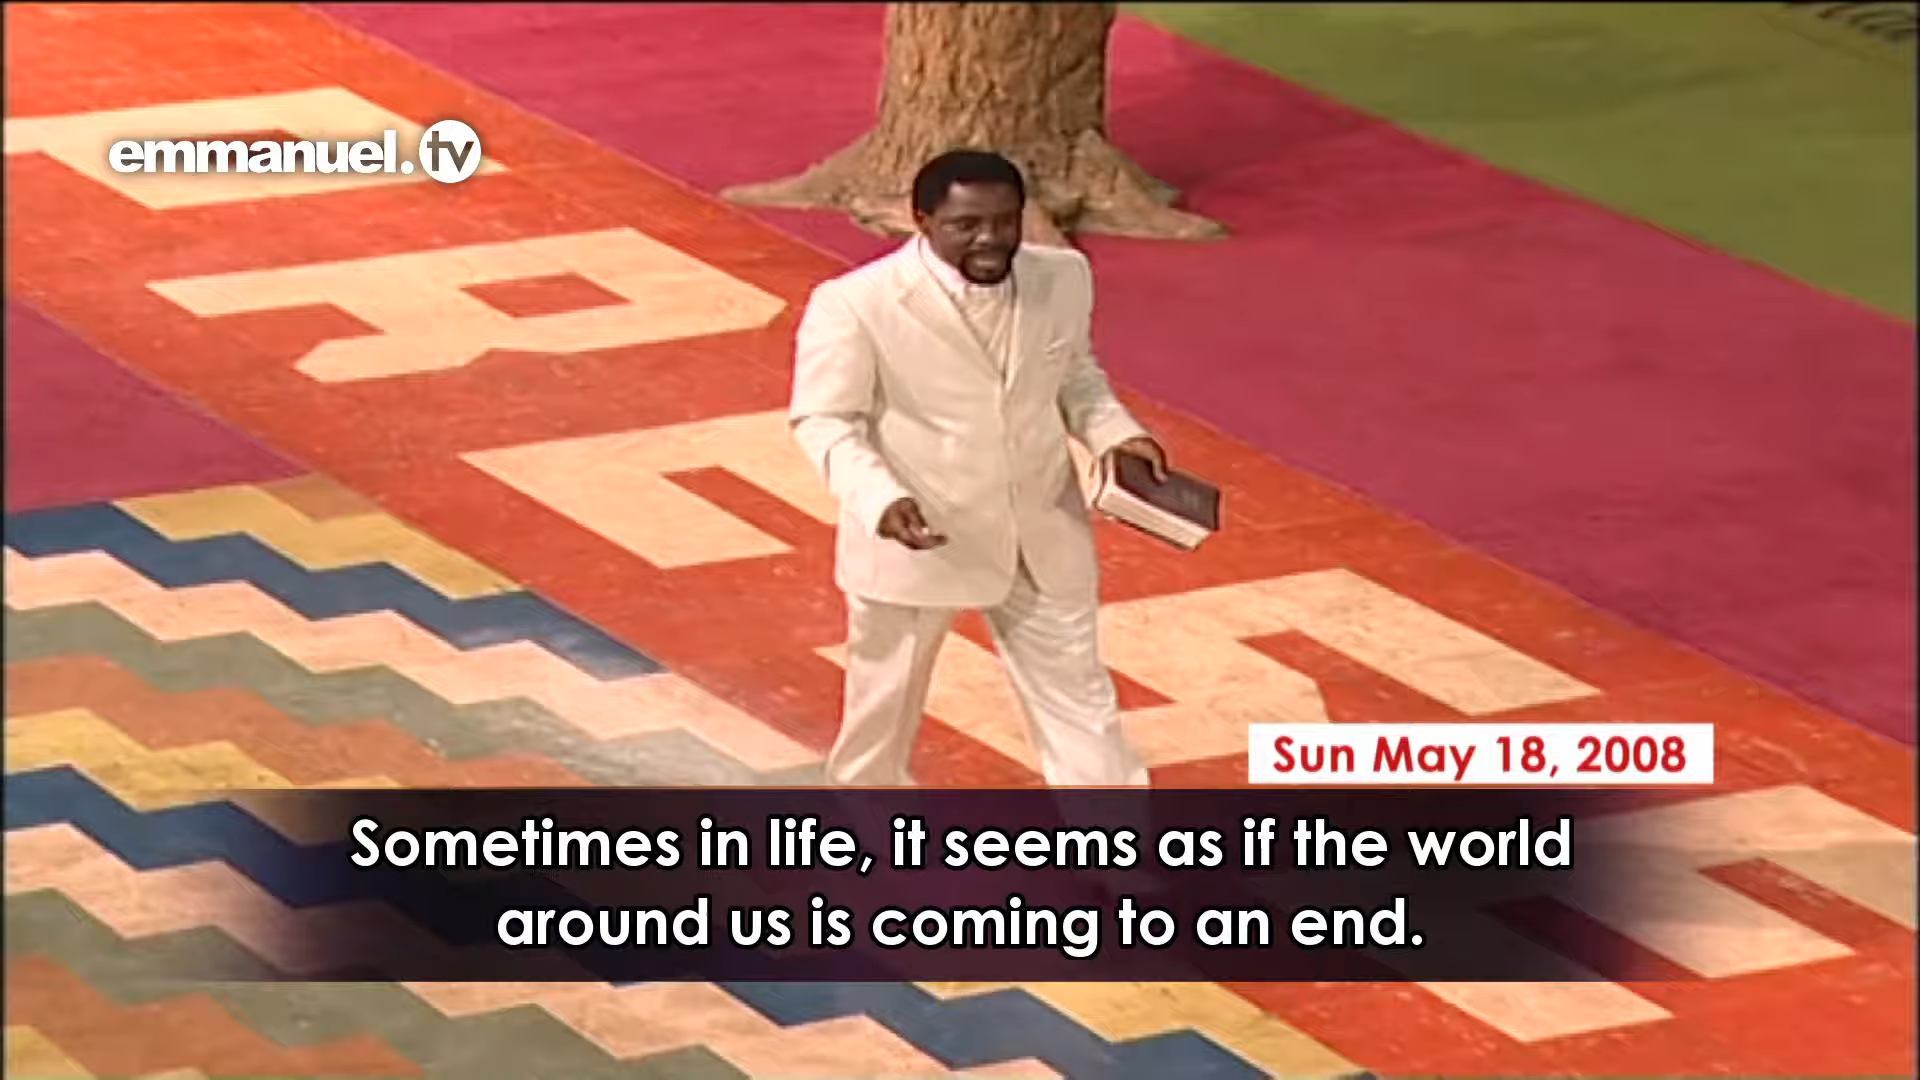 emmanuel.tv
Sun May 18, 2008
Sometimes in life, it seems as if the world
around us is coming to an end.